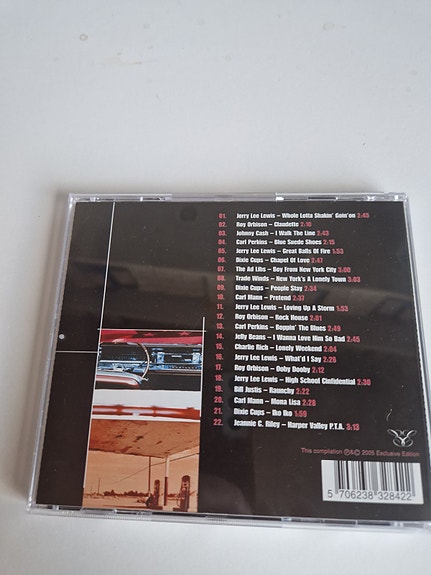 01. Jerry Lee Lewis – Whole Lotta Shakin' Goin'on 2:45
02. Roy Orbison – Claudette 2:10
03. Johnny Cash – I Walk The Line 2:43
04. Carl Perkins – Blue Suede Shoes 2:15
05. Jerry Lee Lewis – Great Balls Of Fire 1:53
06. Dixie Cups – Chapel Of Love 2:47
07. The Ad Libs – Boy From New York City 3:00
08. Trade Winds – New York's A Lonely Town 3:03
09. Dixie Cups – People Stay 2:34
10. Carl Mann – Pretend 2:37
11. Jerry Lee Lewis – Loving Up A Storm 1:53
12. Roy Orbison – Rock House 2:01
13. Carl Perkins – Boppin' The Blues 2:49
14. Jelly Beans – I Wanna Love Him So Bad 2:45
15. Charlie Rich – Lonely Weekend 2:04
16. Jerry Lee Lewis – What'd I Say 2:26
17. Roy Orbison – Ooby Dooby 2:12
18. Jerry Lee Lewis – High School Cinfidential 2:30
19. Bill Justis – Raunchy 2:22
20. Carl Mann – Mona Lisa 2:28
21. Dixie Cups – Iko Iko 1:59
22. Jeannie C. Riley – Harper Valley P.T.A. 3:13
This compilation ℗&© 2005 Exclusive Edition
5 706238 328422